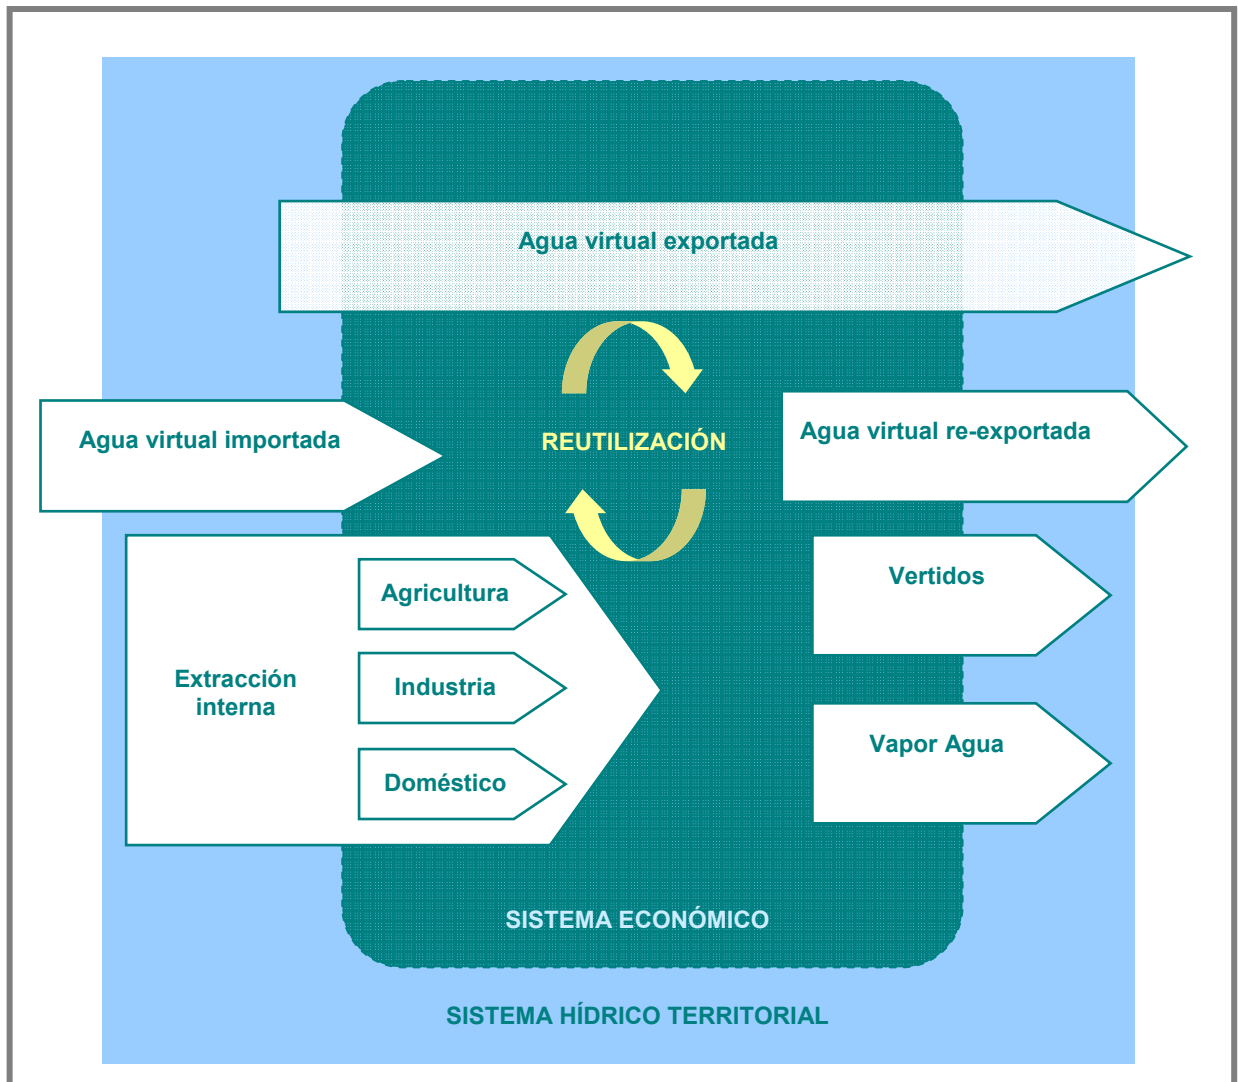 Agua virtual exportada
Agua virtual importada
REUTILIZACIÓN
Agua virtual re-exportada
Extracción
interna
Agricultura
Industria
Doméstico
Vertidos
Vapor Agua
SISTEMA ECONÓMICO
SISTEMA HÍDRICO TERRITORIAL